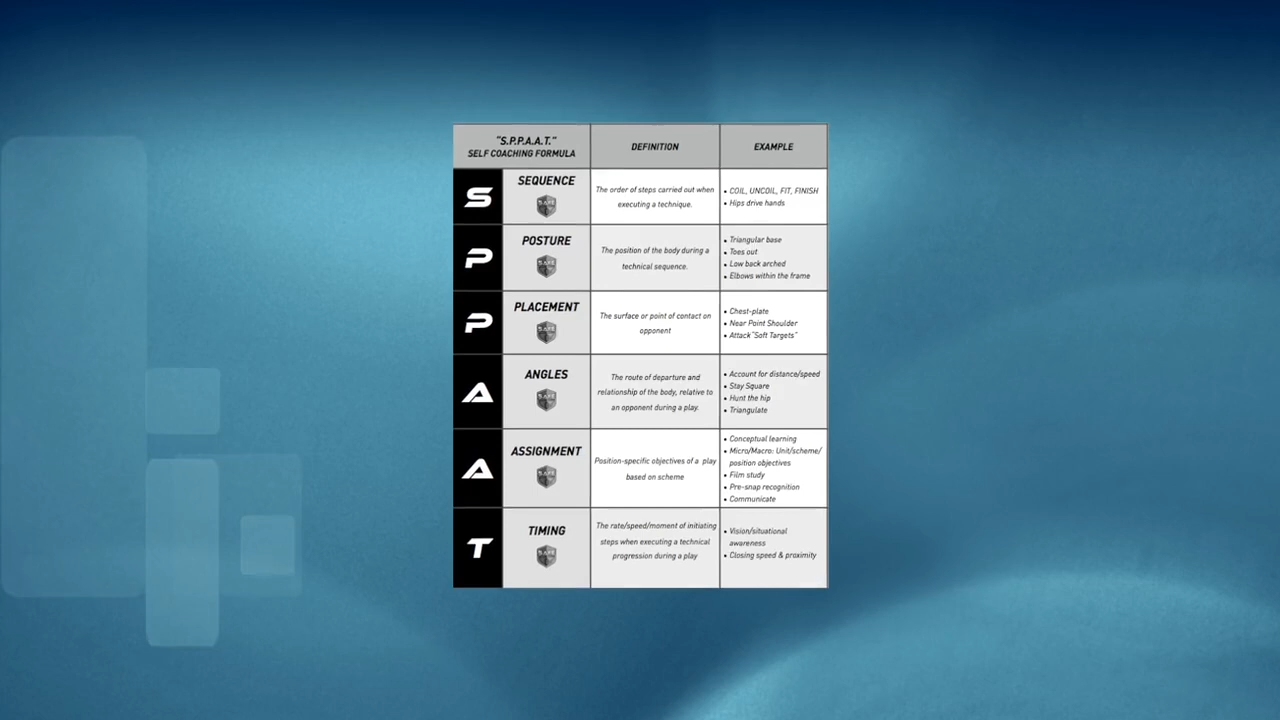 "S.P.P.A.A.T."
SELF COACHING FORMULA
DEFINITION
EXAMPLE
S
SEQUENCE
The order of steps carried out when
executing a technique.
• COIL, UNCOIL, FIT, FINISH
• Hips drive hands
P
POSTURE
The position of the body during a
technical sequence.
• Triangular base
• Toes out
• Low back arched
• Elbows within the frame
P
PLACEMENT
The surface or point of contact on
opponent
• Chest-plate
• Near Point Shoulder
• Attack "Soft Targets"
A
ANGLES
The route of departure and
relationship of the body, relative to
an opponent during a play.
• Account for distance/speed
• Stay Square
• Hunt the hip
• Triangulate
A
ASSIGNMENT
Position-specific objectives of a play
based on scheme
• Conceptual learning
• Micro/Macro: Unit/scheme/
position objectives
• Film study
• Pre-snap recognition
• Communicate
T
TIMING
The rate/speed/moment of initiating
steps when executing a technical
progression during a play
• Vision/situational
awareness
• Closing speed & proximity